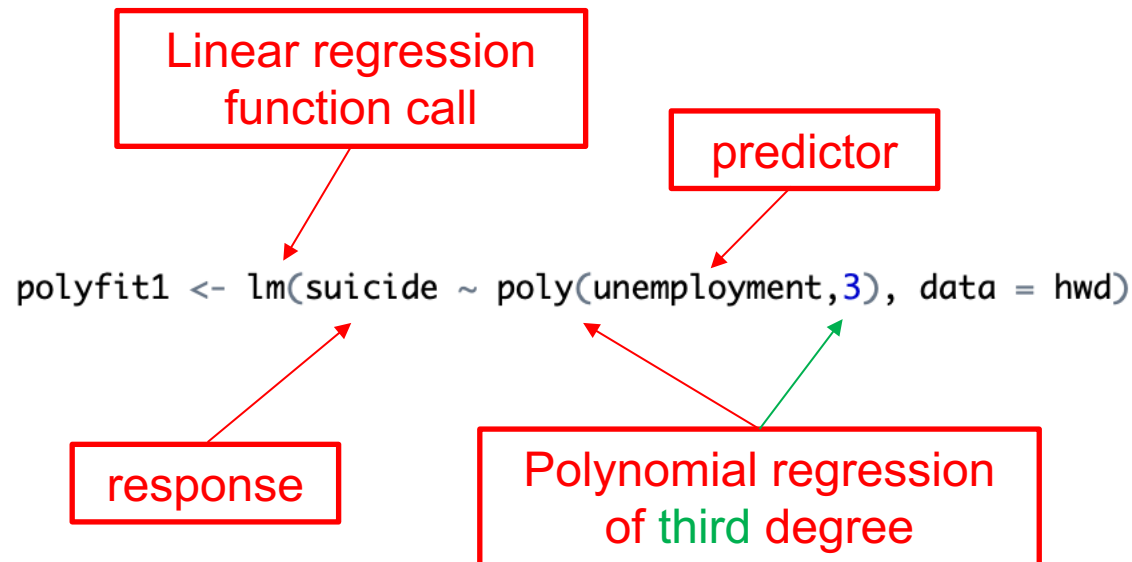 Linear regression
function call
predictor
polyfit1 <- lm(suicide ~ poly(unemployment,3), data = hwd)
response
Polynomial regression
of third degree